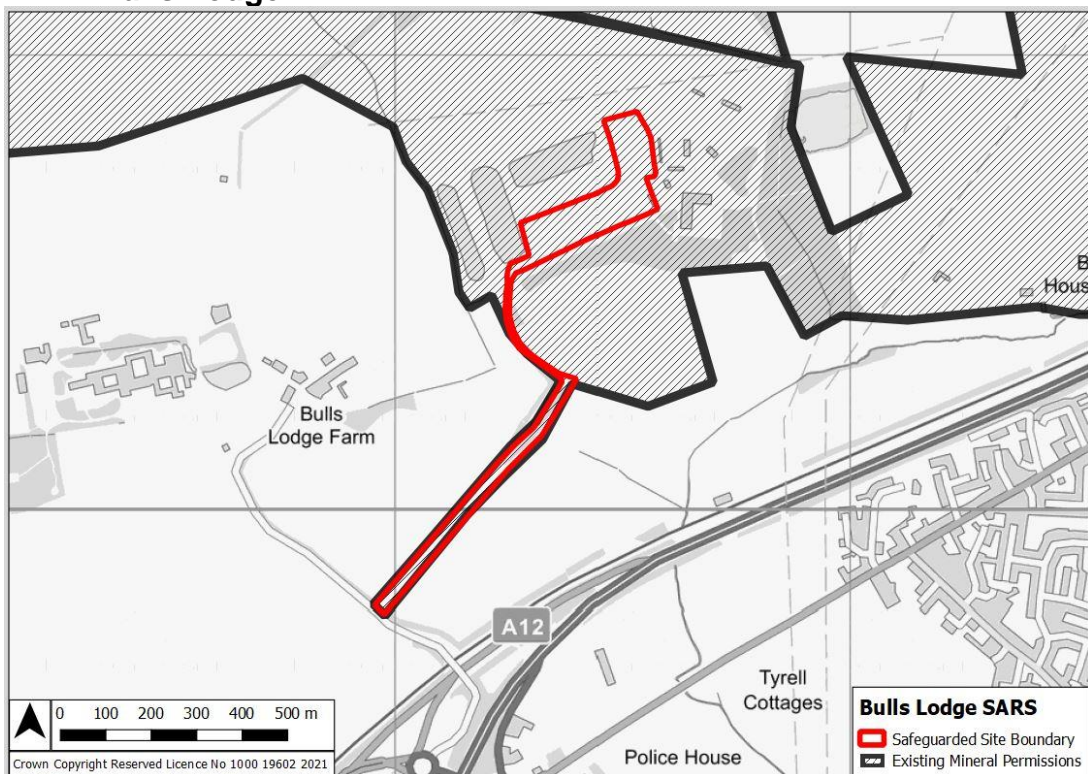 Bulls
Lodge Farm
A12
Tyrell
Cottages
Police House
0 100 200 300 400 500 m
Crown Copyright Reserved Licence No 1000 19602 2021
Bulls Lodge SARS
Safeguarded Site Boundary
Existing Mineral Permissions